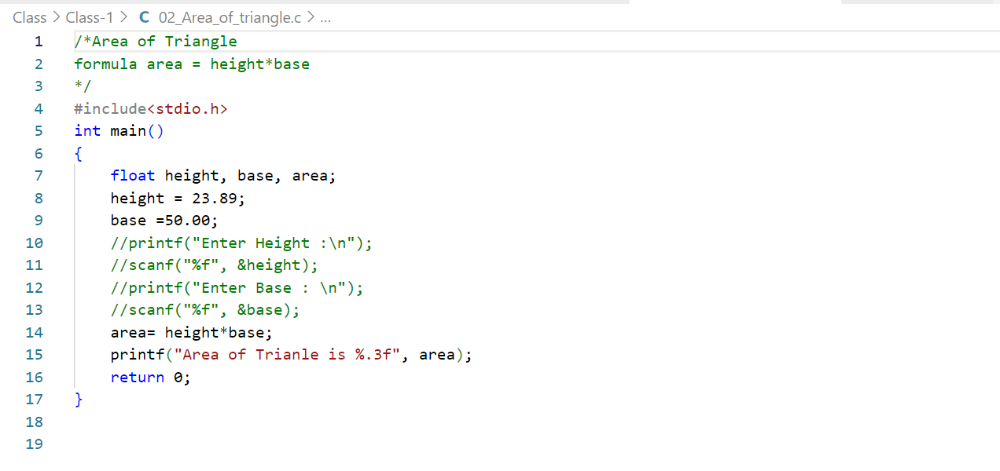 Class > Class-1 > C 02_Area_of_triangle.c > ...
1 /*Area of Triangle
2 formula area = height*base
3 */
4 #include<stdio.h>
5 int main()
6 {
7     float height, base, area;
8     height = 23.89;
9     base =50.00;
10     //printf("Enter Height :\n");
11     //scanf("%f", &height);
12     //printf("Enter Base : \n");
13     //scanf("%f", &base);
14     area= height*base;
15     printf("Area of Trianle is %.3f", area);
16     return 0;
17 }
18
19